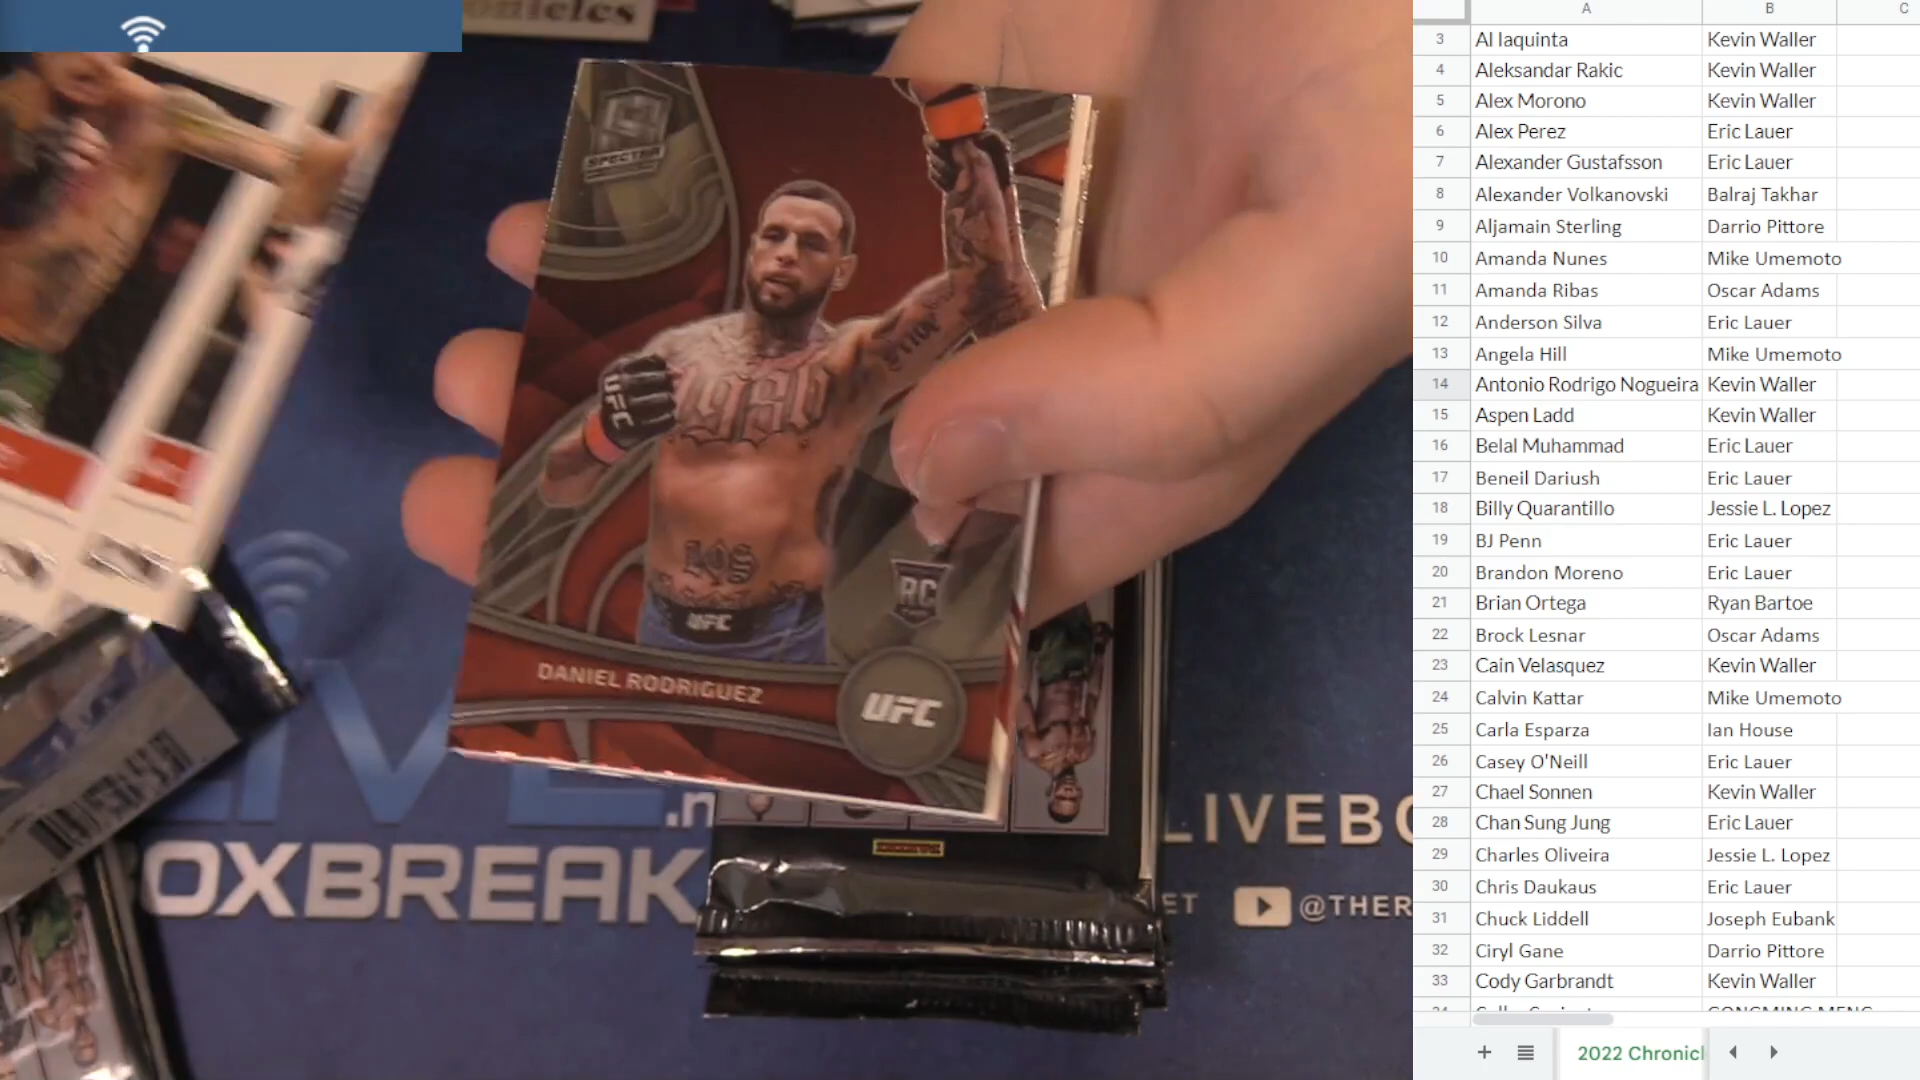 onicles
SPECTRA
UFC
gsb
LOS
RC
UFC
DANIEL RODRIGUEZ
UFC
LIVE
.n
OXBREAK
LIVEBO
ET
@THER
A B C
3 Al Iaquinta Kevin Waller
4 Aleksandar Rakic Kevin Waller
5 Alex Morono Kevin Waller
6 Alex Perez Eric Lauer
7 Alexander Gustafsson Eric Lauer
8 Alexander Volkanovski Balraj Takhar
9 Aljamain Sterling Darrio Pittore
10 Amanda Nunes Mike Umemoto
11 Amanda Ribas Oscar Adams
12 Anderson Silva Eric Lauer
13 Angela Hill Mike Umemoto
14 Antonio Rodrigo Nogueira Kevin Waller
15 Aspen Ladd Kevin Waller
16 Belal Muhammad Eric Lauer
17 Beneil Dariush Eric Lauer
18 Billy Quarantillo Jessie L. Lopez
19 BJ Penn Eric Lauer
20 Brandon Moreno Eric Lauer
21 Brian Ortega Ryan Bartoe
22 Brock Lesnar Oscar Adams
23 Cain Velasquez Kevin Waller
24 Calvin Kattar Mike Umemoto
25 Carla Esparza Ian House
26 Casey O'Neill Eric Lauer
27 Chael Sonnen Kevin Waller
28 Chan Sung Jung Eric Lauer
29 Charles Oliveira Jessie L. Lopez
30 Chris Daukaus Eric Lauer
31 Chuck Liddell Joseph Eubank
32 Ciryl Gane Darrio Pittore
33 Cody Garbrandt Kevin Waller
2022 Chronicl